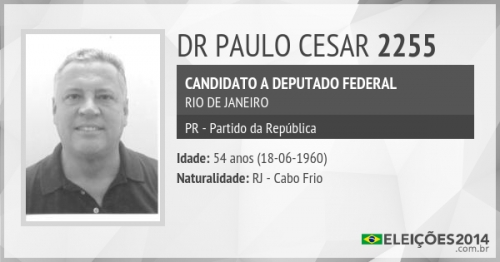 DR PAULO CESAR 2255
CANDIDATO A DEPUTADO FEDERAL
RIO DE JANEIRO
PR - Partido da República
Idade: 54 anos (18-06-1960)
Naturalidade: RJ - Cabo Frio
ELEIÇÕES2014
.com.br